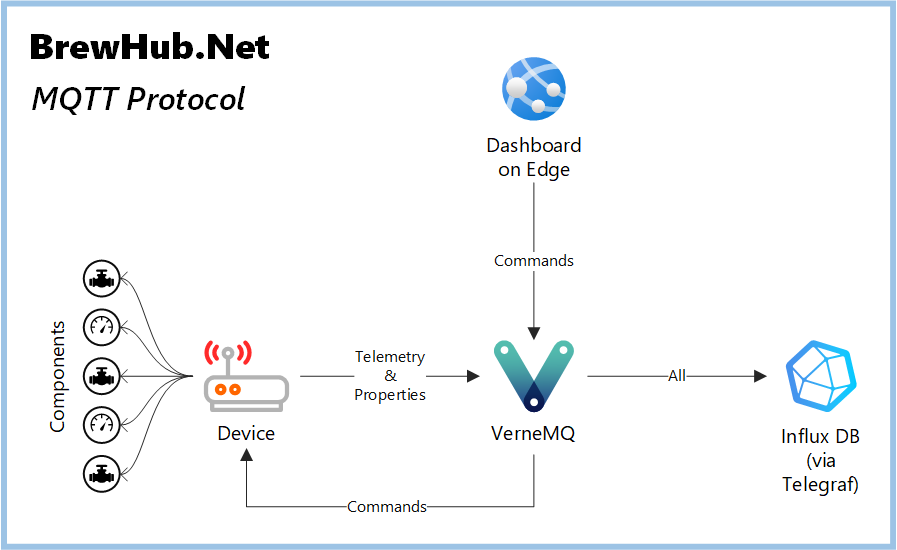 BrewHub.Net
MQTT Protocol
Dashboard
on Edge
Commands
Components
Telemetry
&
Properties
All
Device
VerneMQ
Influx DB
(via
Telegraf)
Commands